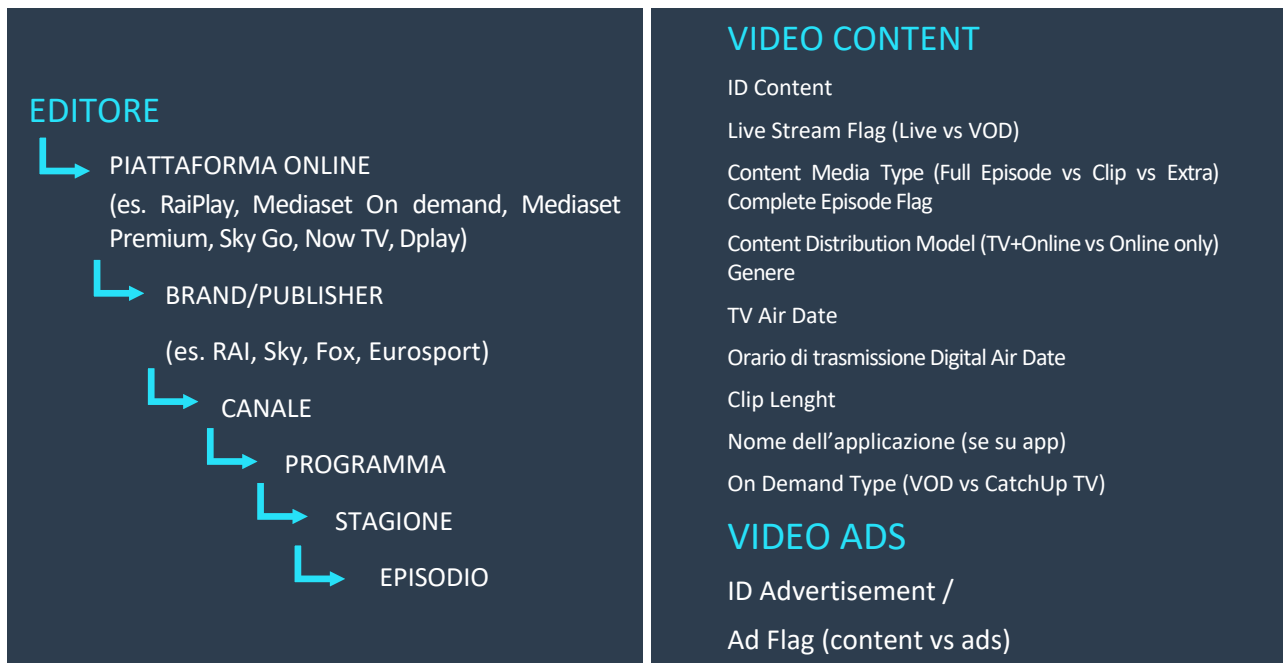 EDITORE
PIATTAFORMA ONLINE
(es. RaiPlay, Mediaset On demand, Mediaset
Premium, Sky Go, Now TV, Dplay)
BRAND/PUBLISHER
(es. RAI, Sky, Fox, Eurosport)
CANALE
PROGRAMMA
STAGIONE
EPISODIO
VIDEO CONTENT
ID Content
Live Stream Flag (Live vs VOD)
Content Media Type (Full Episode vs Clip vs Extra)
Complete Episode Flag
Content Distribution Model (TV+Online vs Online only)
Genere
TV Air Date
Orario di trasmissione Digital Air Date
Clip Lenght
Nome dell’applicazione (se su app)
On Demand Type (VOD vs CatchUp TV)
VIDEO ADS
ID Advertisement /
Ad Flag (content vs ads)